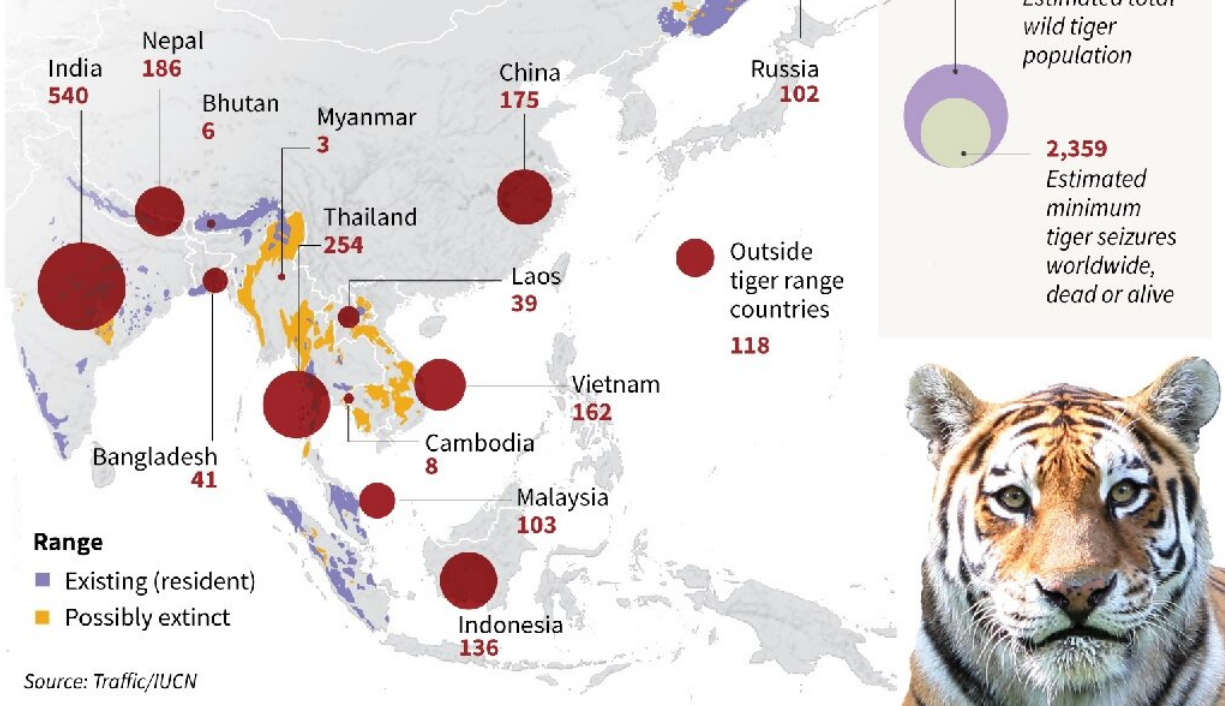 Estimated total
wild tiger
population
Nepal
186
India
540
Bhutan
6
Myanmar
3
China
175
Russia
102
2,359
Estimated
minimum
tiger seizures
worldwide,
dead or alive
Thailand
254
Laos
39
Outside
tiger range
countries
118
Vietnam
162
Cambodia
8
Bangladesh
41
Malaysia
103
Indonesia
136
Range
Existing (resident)
Possibly extinct
Source: Traffic/IUCN